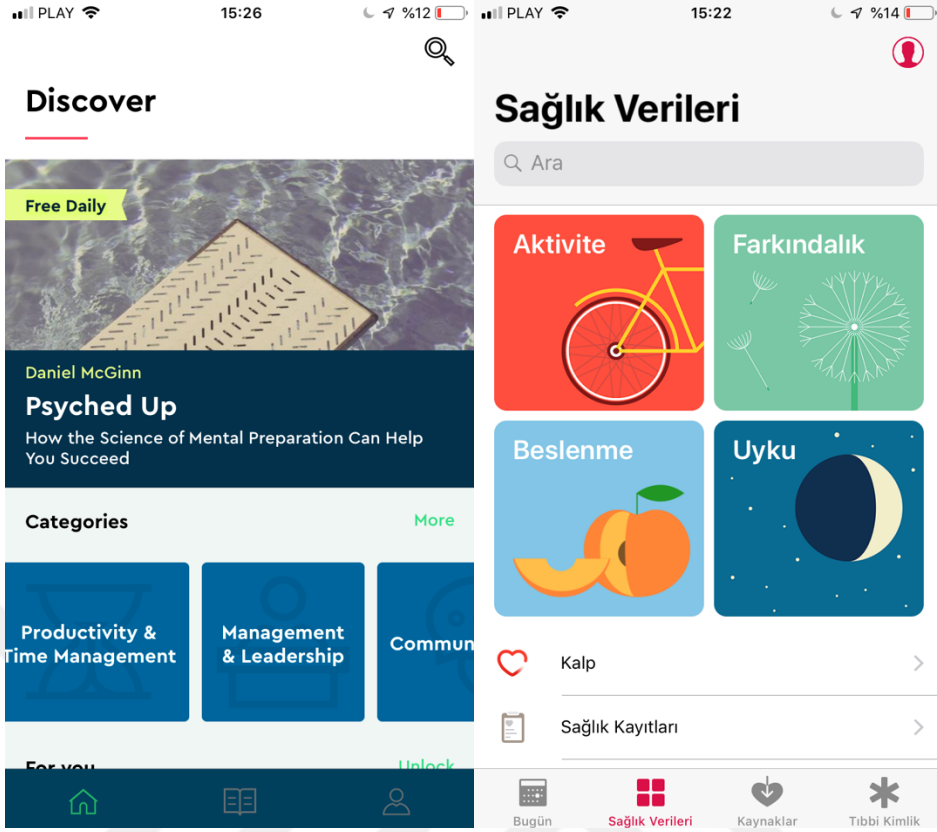 PLAY 15:26 %12
Discover
Free Daily
Daniel McGinn
Psyched Up
How the Science of Mental Preparation Can Help
You Succeed
Categories More
Productivity &
Time Management
Management
& Leadership
Commun
For you Unlock
PLAY 15:22 %14
Sağlık Verileri
Ara
Aktivite
Farkındalık
Beslenme
Uyku
Kalp
Sağlık Kayıtları
Bugün Sağlık Verileri Kaynaklar Tıbbi Kimlik